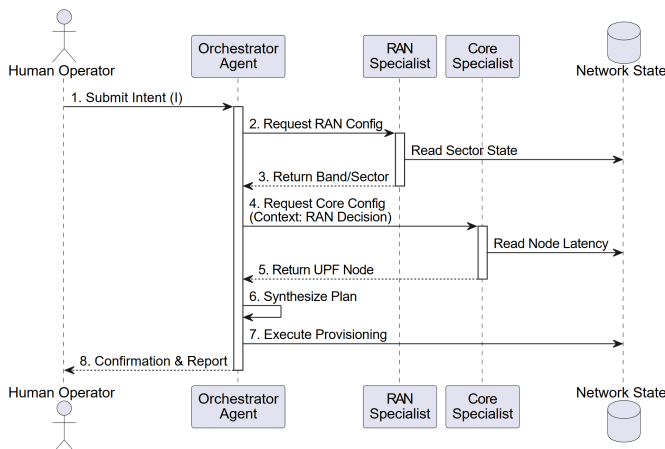 Human Operator
Orchestrator
Agent
RAN
Specialist
Core
Specialist
Network State
1. Submit Intent (I)
2. Request RAN Config
Read Sector State
3. Return Band/Sector
4. Request Core Config
(Context: RAN Decision)
Read Node Latency
5. Return UPF Node
6. Synthesize Plan
7. Execute Provisioning
8. Confirmation & Report
Human Operator
Orchestrator
Agent
RAN
Specialist
Core
Specialist
Network State